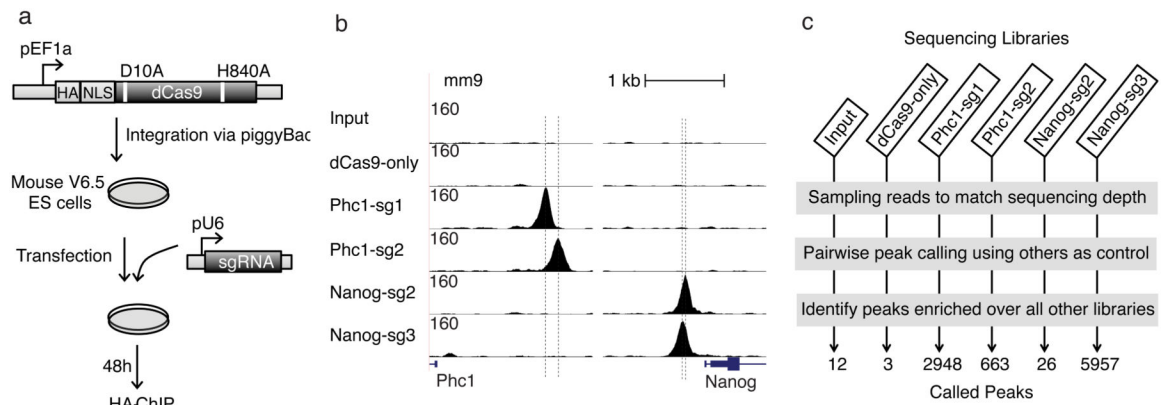 a
pEF1a
D10A H840A
HA NLS dCas9
Integration via piggyBac
Mouse V6.5
ES cells
pU6
Transfection
sgRNA
48h
HA-ChIP
b
mm9 1 kb
Input 160
dCas9-only 160
Phc1-sg1 160
Phc1-sg2 160
Nanog-sg2 160
Nanog-sg3 160
Phc1 Nanog
c
Sequencing Libraries
Input dCas9-only Phc1-sg1 Phc1-sg2 Nanog-sg2 Nanog-sg3
Sampling reads to match sequencing depth
Pairwise peak calling using others as control
Identify peaks enriched over all other libraries
12 3 2948 663 26 5957
Called Peaks